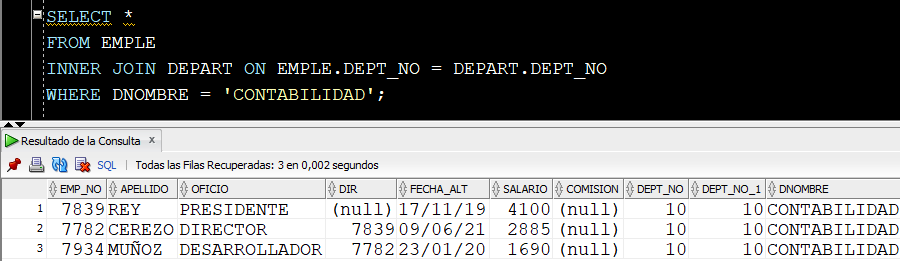 SELECT *
FROM EMPLE
INNER JOIN DEPART ON EMPLE.DEPT_NO = DEPART.DEPT_NO
WHERE DNOMBRE = 'CONTABILIDAD';
Resultado de la Consulta x
SQL | Todas las Filas Recuperadas: 3 en 0,002 segundos
EMP_NO APELLIDO OFICIO DIR FECHA_ALT SALARIO COMISION DEPT_NO DEPT_NO_1 DNOMBRE
1 7839 REY PRESIDENTE (null) 17/11/19 4100 (null) 10 10 CONTABILIDAD
2 7782 CEREZO DIRECTOR 7839 09/06/21 2885 (null) 10 10 CONTABILIDAD
3 7934 MUÑOZ DESARROLLADOR 7782 23/01/20 1690 (null) 10 10 CONTABILIDAD